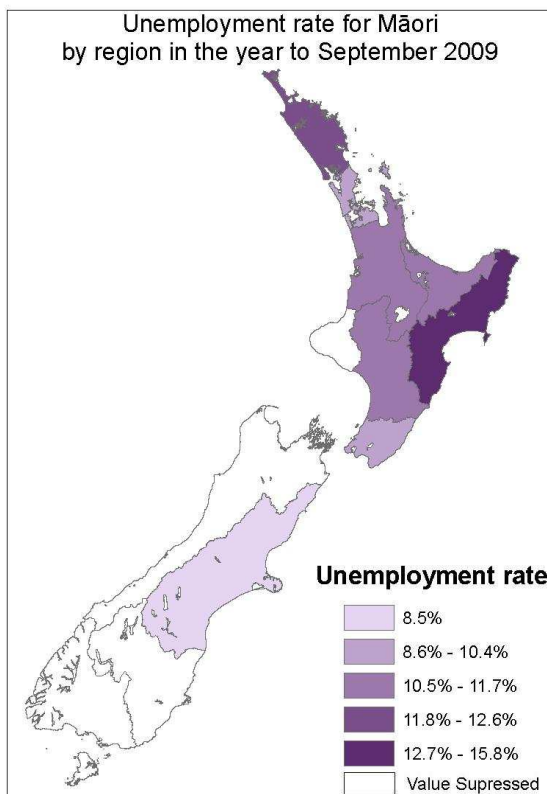 Unemployment rate for Māori
by region in the year to September 2009
Unemployment rate
8.5%
8.6% - 10.4%
10.5% - 11.7%
11.8% - 12.6%
12.7% - 15.8%
Value Supressed